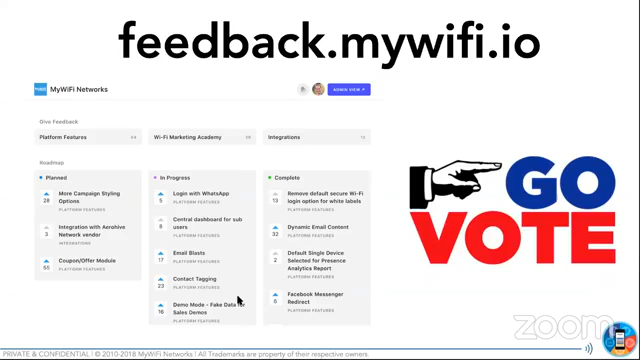 feedback.mywifi.io
MyWiFi Networks
ADMIN VIEW
Give Feedback
Platform Features
Wi-Fi Marketing Academy
Integrations
Roadmap
Planned
28
More Campaign Styling
Options
PLATFORM FEATURES
3
Integration with Aerohive
Network vendor
INTEGRATIONS
55
Coupon/Offer Module
PLATFORM FEATURES
In Progress
5
Login with WhatsApp
PLATFORM FEATURES
8
Central dashboard for sub
users
PLATFORM FEATURES
17
Email Blasts
PLATFORM FEATURES
23
Contact Tagging
PLATFORM FEATURES
16
Demo Mode - Fake Data for
Sales Demos
PLATFORM FEATURES
Complete
13
Remove default secure Wi-Fi
login option for white labels
PLATFORM FEATURES
32
Dynamic Email Content
PLATFORM FEATURES
2
Default Single Device
Selected for Presence
Analytics Report
PLATFORM FEATURES
6
Facebook Messenger
Redirect
PLATFORM FEATURES
GO
VOTE
zoom
PRIVATE & CONFIDENTIAL | © 2010-2018 MyWiFi Networks | All Trademarks are property of their respective owners.